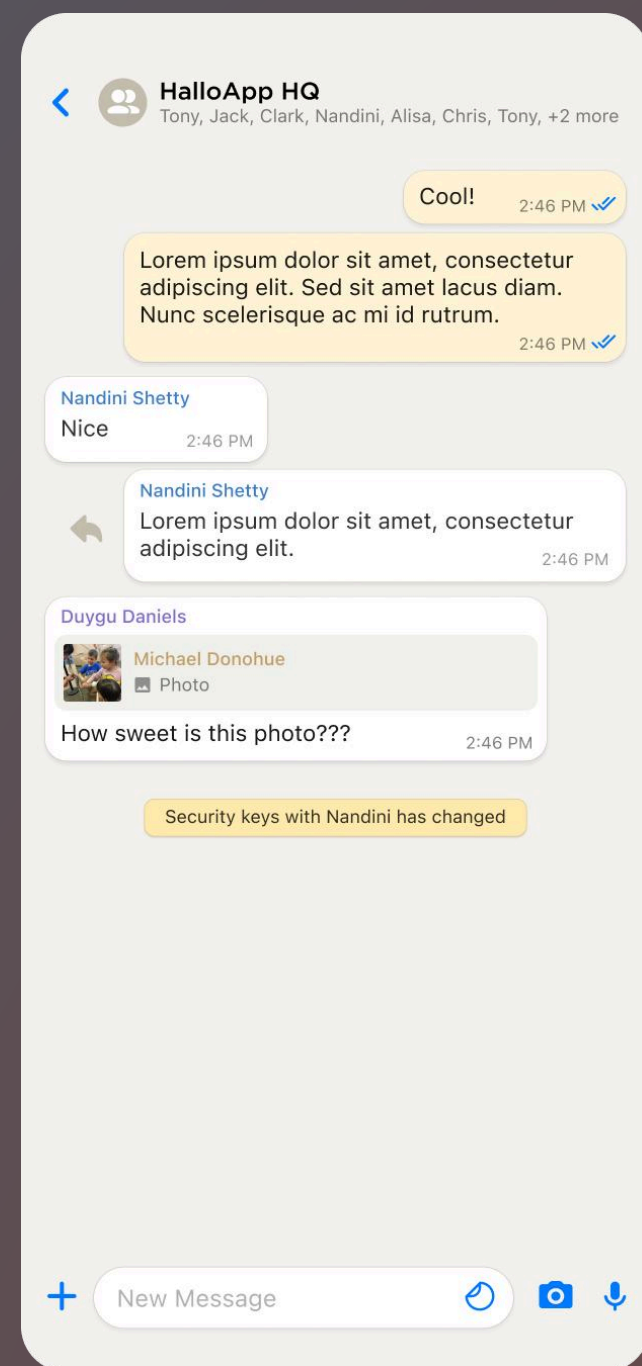 HalloApp HQ
Tony, Jack, Clark, Nandini, Alisa, Chris, Tony, +2 more
Cool!
2:46 PM
Lorem ipsum dolor sit amet, consectetur
adipiscing elit. Sed sit amet lacus diam.
Nunc scelerisque ac mi id rutrum.
2:46 PM
Nandini Shetty
Nice
2:46 PM
Nandini Shetty
Lorem ipsum dolor sit amet, consectetur
adipiscing elit.
2:46 PM
Duygu Daniels
Michael Donohue
Photo
How sweet is this photo???
2:46 PM
Security keys with Nandini has changed
New Message